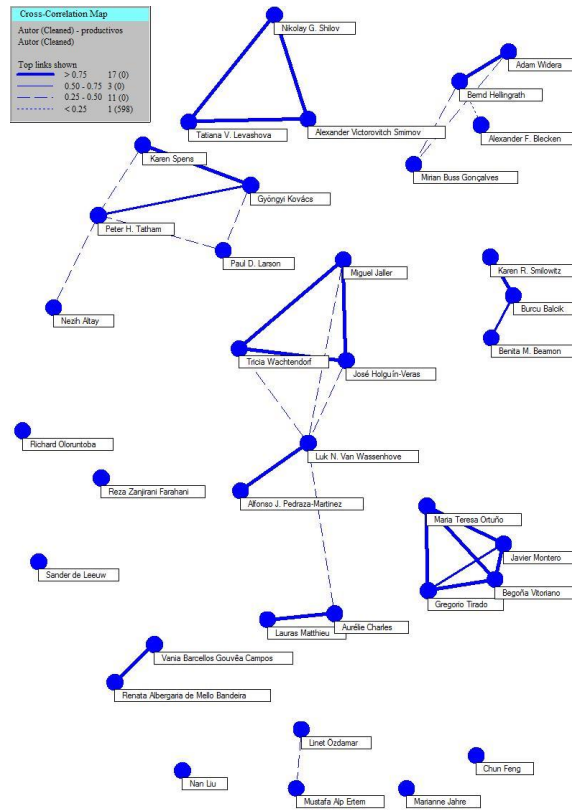 Cross-Correlation Map
Autor (Cleaned) - productivos
Autor (Cleaned)
Top links shown
> 0.75 17 (0)
0.50 - 0.75 3 (0)
0.25 - 0.50 11 (0)
< 0.25 1 (598)
Nikolay G. Shilov
Adam Widera
Bernd Hellingrath
Tatiana V. Levashova
Alexander Victorovitch Smirnov
Alexander F. Blecken
Karen Spens
Mirian Buss Gonçalves
Gyöngyi Kovács
Peter H. Tatham
Paul D. Larson
Miguel Jaller
Karen R. Smilowitz
Nezih Altay
Burcu Balcik
Benita M. Beamon
Tricia Wachtendorf
José Holguín-Veras
Richard Oloruntoba
Luk N. Van Wassenhove
Reza Zanjirani Farahani
Alfonso J. Pedraza-Martinez
Maria Teresa Ortuño
Javier Montero
Sander de Leeuw
Begoña Vitoriano
Gregorio Tirado
Lauras Matthieu
Aurélie Charles
Vania Barcellos Gouvêa Campos
Renata Albergaria de Mello Bandeira
Linet Özdamar
Chun Feng
Nan Liu
Mustafa Alp Ertem
Marianne Jahre